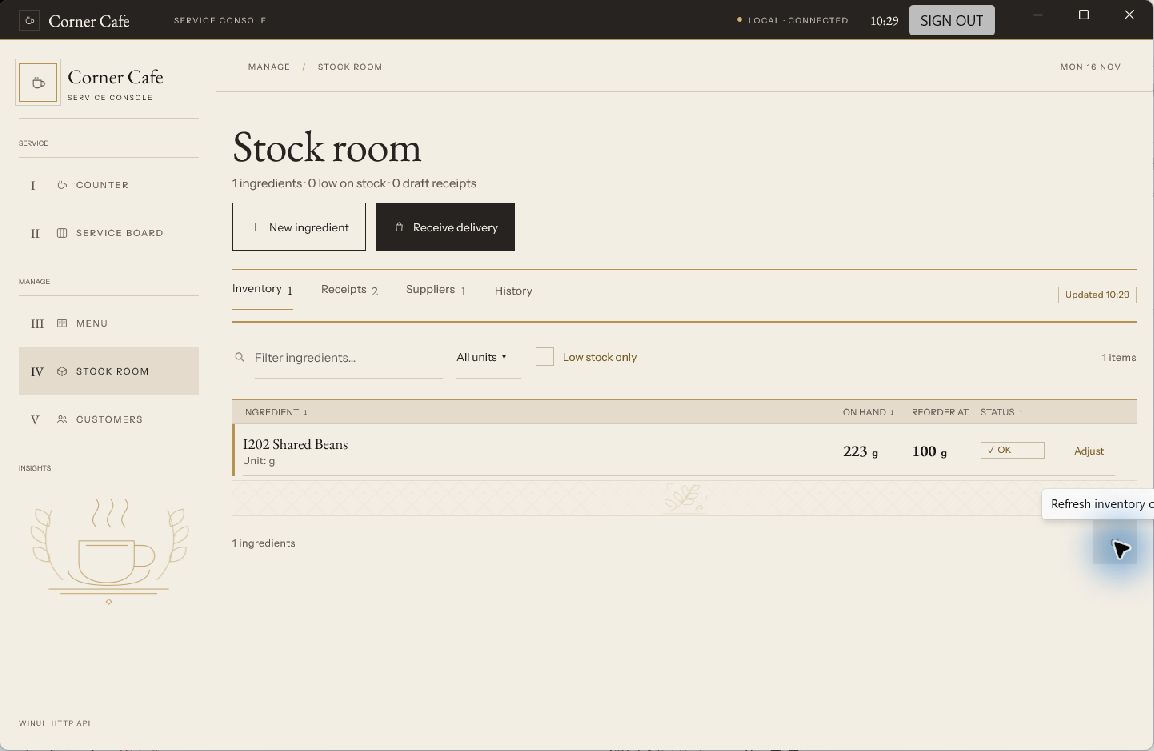 Corner Cafe
SERVICE CONSOLE
LOCAL · CONNECTED
10:29
SIGN OUT
Corner Cafe
SERVICE CONSOLE
MANAGE / STOCK ROOM
MON 16 NOV
SERVICE
I COUNTER
II SERVICE BOARD
MANAGE
III MENU
IV STOCK ROOM
V CUSTOMERS
INSIGHTS
WINUI HTTP API
Stock room
1 ingredients · 0 low on stock · 0 draft receipts
New ingredient
Receive delivery
Inventory 1
Receipts 2
Suppliers 1
History
Updated 10:29
Filter ingredients...
All units
Low stock only
1 items
INGREDIENT ↓ ON HAND ↓ REORDER AT STATUS
1202 Shared Beans 223 g 100 g ✓ OK Adjust
Unit: g
Refresh inventory
1 ingredients